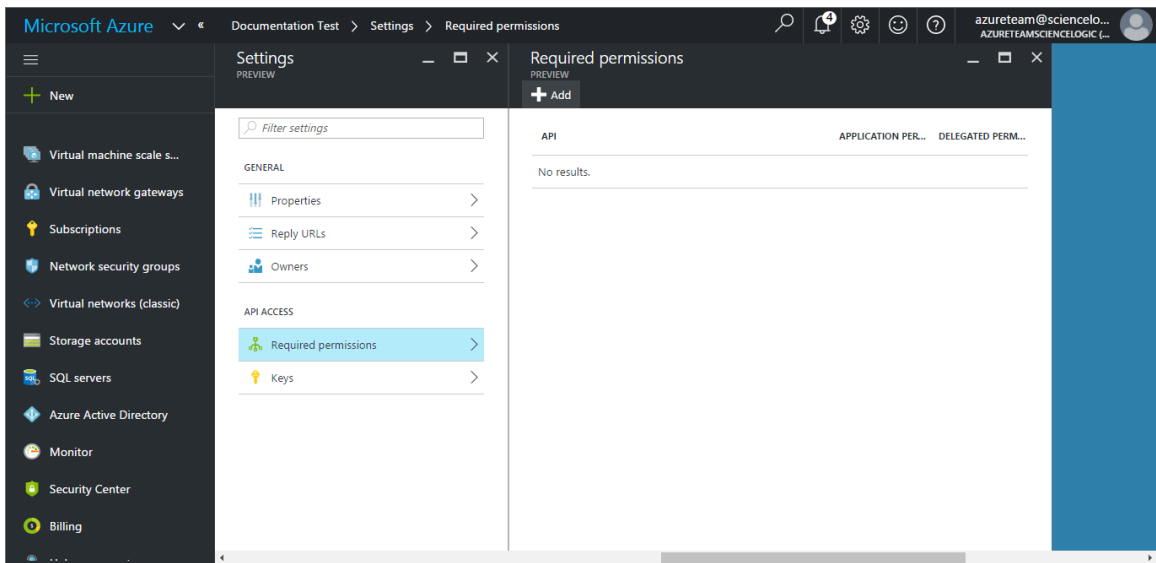 Microsoft Azure
Documentation Test > Settings > Required permissions
4
azureteam@sciencelo...
AZURETEAMSCIENCELOGIC (...
New
Virtual machine scale s...
Virtual network gateways
Subscriptions
Network security groups
Virtual networks (classic)
Storage accounts
SQL servers
Azure Active Directory
Monitor
Security Center
Billing
Settings
PREVIEW
Filter settings
GENERAL
Properties
Reply URLs
Owners
API ACCESS
Required permissions
Keys
Required permissions
PREVIEW
Add
API APPLICATION PER... DELEGATED PERM...
No results.